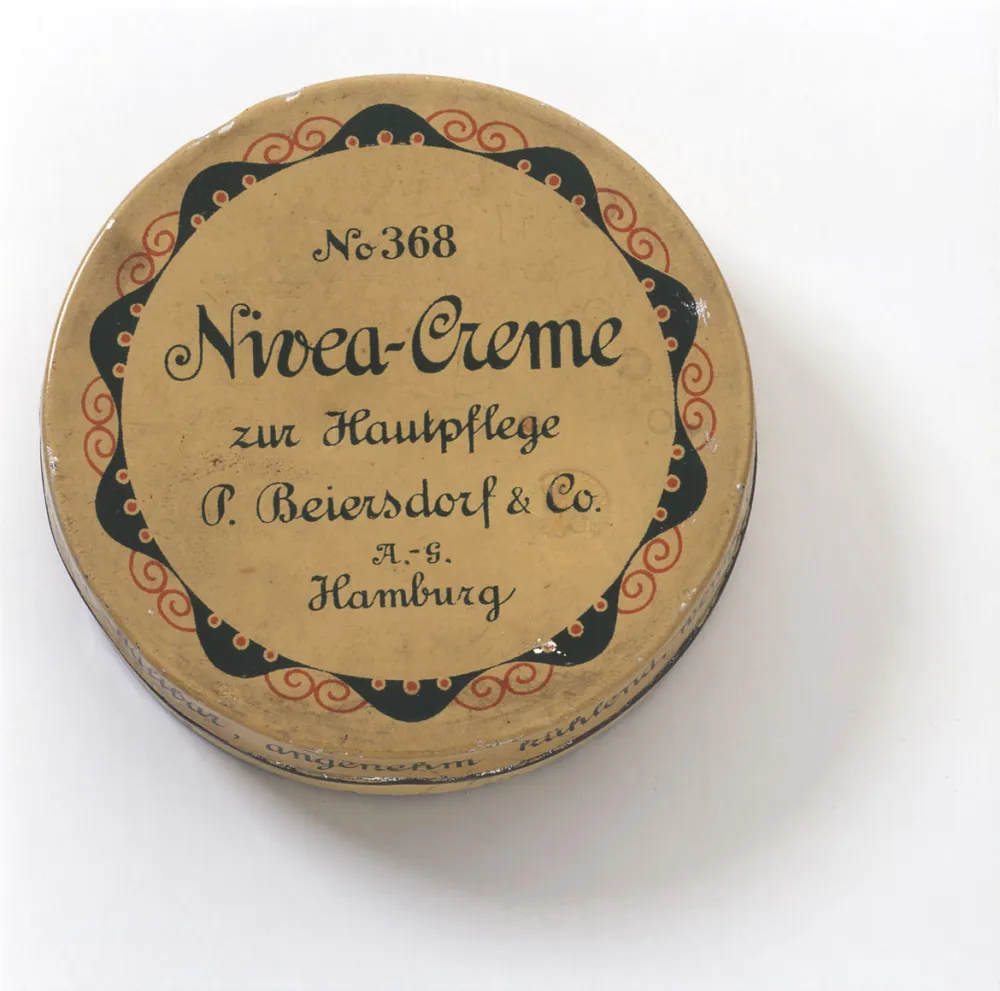 No 368
Nivea-Creme
zur Hautpflege
P. Beiersdorf & Co.
A.-G.
Hamburg
angenehm kühlend,